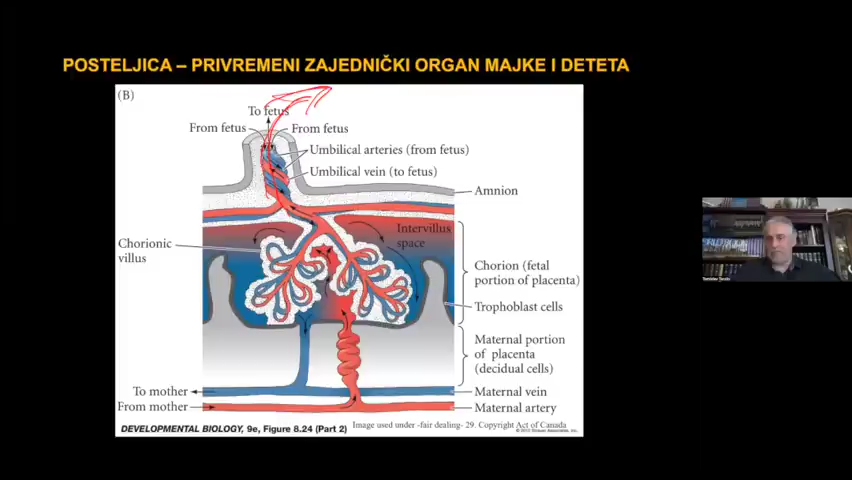 POSTELJICA – PRIVREMENI ZAJEDNIČKI ORGAN MAJKE I DETETA
(B)
To fetus
From fetus
From fetus
Umbilical arteries (from fetus)
Umbilical vein (to fetus)
Amnion
Intervillus
space
Chorionic
villus
Chorion (fetal
portion of placenta)
Trophoblast cells
Maternal portion
of placenta
(decidual cells)
To mother
Maternal vein
From mother
Maternal artery
DEVELOPMENTAL BIOLOGY, 9e, Figure 8.24 (Part 2)
Image used under -fair dealing- 29. Copyright Act of Canada